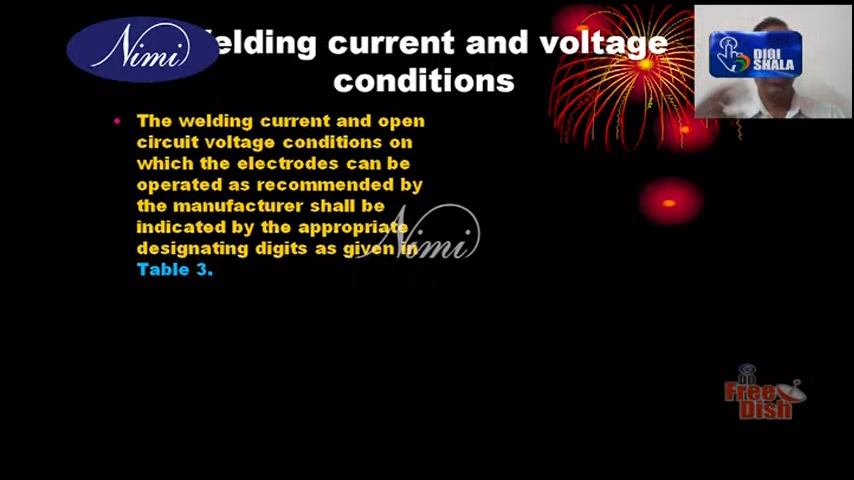 Nimi
elding current and voltage
conditions
DIGI
SHALA
• The welding current and open
circuit voltage conditions on
which the electrodes can be
operated as recommended by
the manufacturer shall be
indicated by the appropriate
designating digits as given in
Table 3.
Nimi
Free
Dish